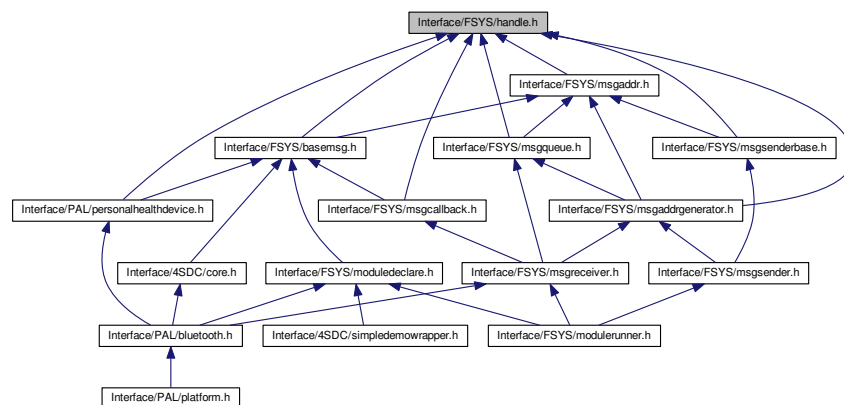 Interface/FSYS/handle.h
Interface/FSYS/msgaddr.h
Interface/FSYS/basemsg.h
Interface/FSYS/msgqueue.h
Interface/FSYS/msgsenderbase.h
Interface/PAL/personalhealthdevice.h
Interface/FSYS/msgcallback.h
Interface/FSYS/msgaddrgenerator.h
Interface/4SDC/core.h
Interface/FSYS/moduledeclare.h
Interface/FSYS/msgreceiver.h
Interface/FSYS/msgsender.h
Interface/PAL/bluetooth.h
Interface/4SDC/simpledemowrapper.h
Interface/FSYS/modulerunner.h
Interface/PAL/platform.h